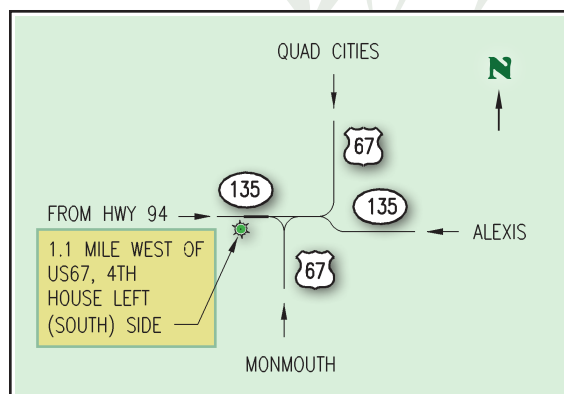 QUAD CITIES
N
67
135
135
FROM HWY 94
ALEXIS
1.1 MILE WEST OF
US67, 4TH
HOUSE LEFT
(SOUTH) SIDE
67
MONMOUTH